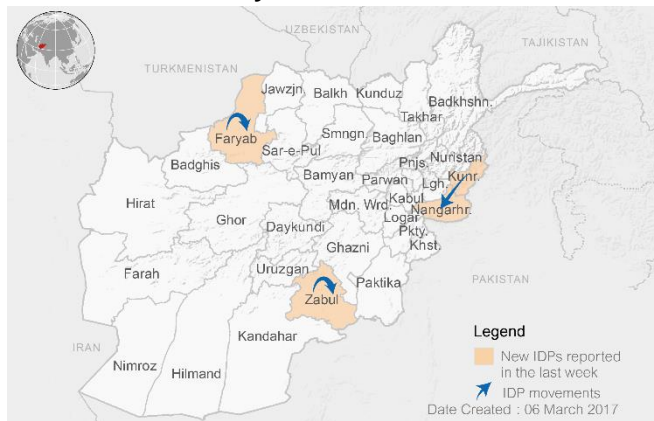 UZBEKISTAN
TAJIKISTAN
TURKMENISTAN
Jawzjn.
Balkh
Kunduz
Badkhshn.
Takhar
Faryab
Smngn.
Baghlan
Sar-e-Pul
Badghis
Pnjs.
Nuristan
Bamyan
Parwan
Lgh.
Kunr.
Hirat
Mdn. Wrd.
Kabul
Nangarhr.
Ghor
Daykundi
Logar
Pkty.
Khst.
Ghazni
Farah
Uruzgan
Paktika
PAKISTAN
Zabul
Kandahar
IRAN
Nimroz
Hilmand
Legend
New IDPs reported
in the last week
IDP movements
Date Created : 06 March 2017